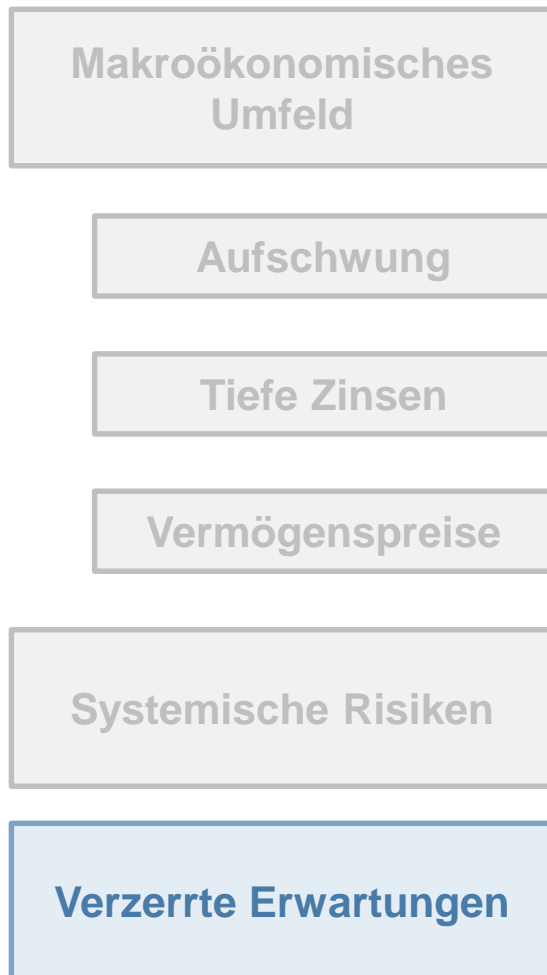 Makroökonomisches
Umfeld
Aufschwung
Tiefe Zinsen
Vermögenspreise
Systemische Risiken
Verzerrte Erwartungen